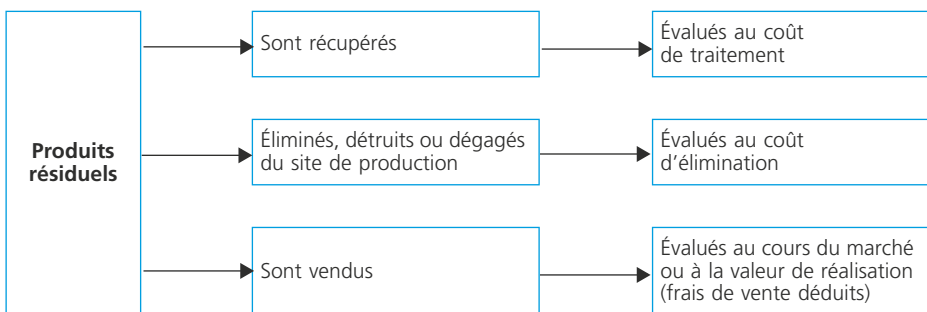 Produits
résiduels
Sont récupérés
Évalués au coût
de traitement
Éliminés, détruits ou dégagés
du site de production
Évalués au coût
d'élimination
Sont vendus
Évalués au cours du marché
ou à la valeur de réalisation
(frais de vente déduits)